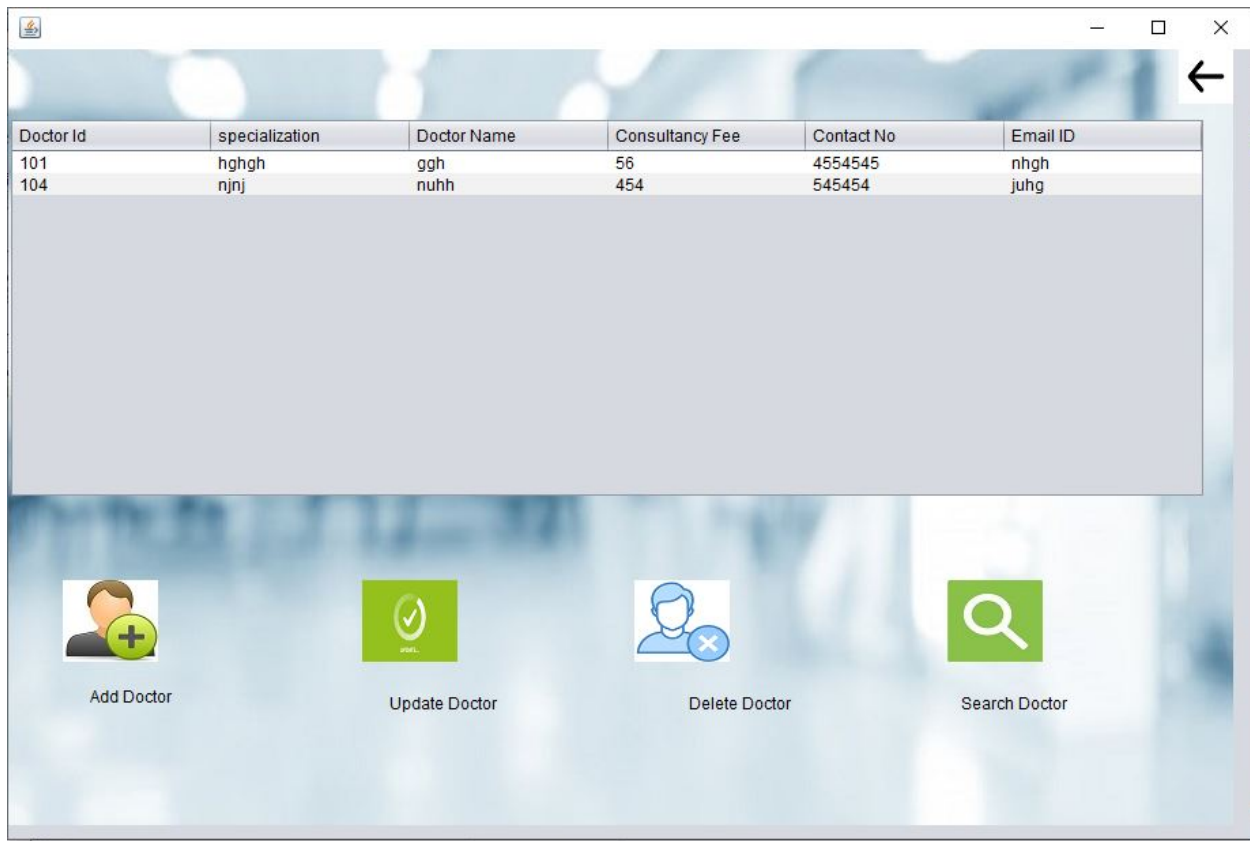 Doctor Id specialization Doctor Name Consultancy Fee Contact No Email ID
101 hghgh ggh 56 4554545 nhgh
104 njnj nuhh 454 545454 juhg
Add Doctor Update Doctor Delete Doctor Search Doctor